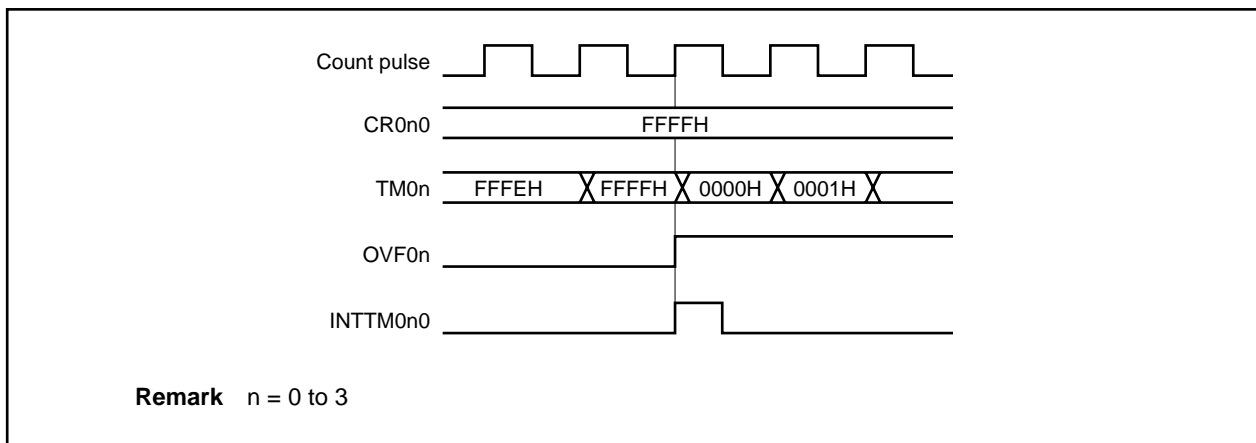 Count pulse
CR0n0
FFFFH
TM0n
FFFEH
FFFFH
0000H
0001H
OVF0n
INTTM0n0
Remark n = 0 to 3